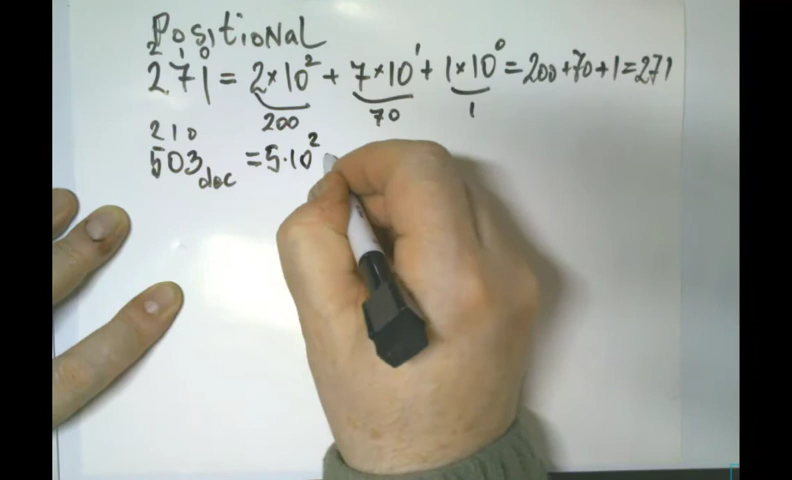 Positional
2 1 0
271 = 2×10² + 7×10¹ + 1×10⁰ = 200+70+1=271
200 70 1
2 1 0
503dec = 5·10²